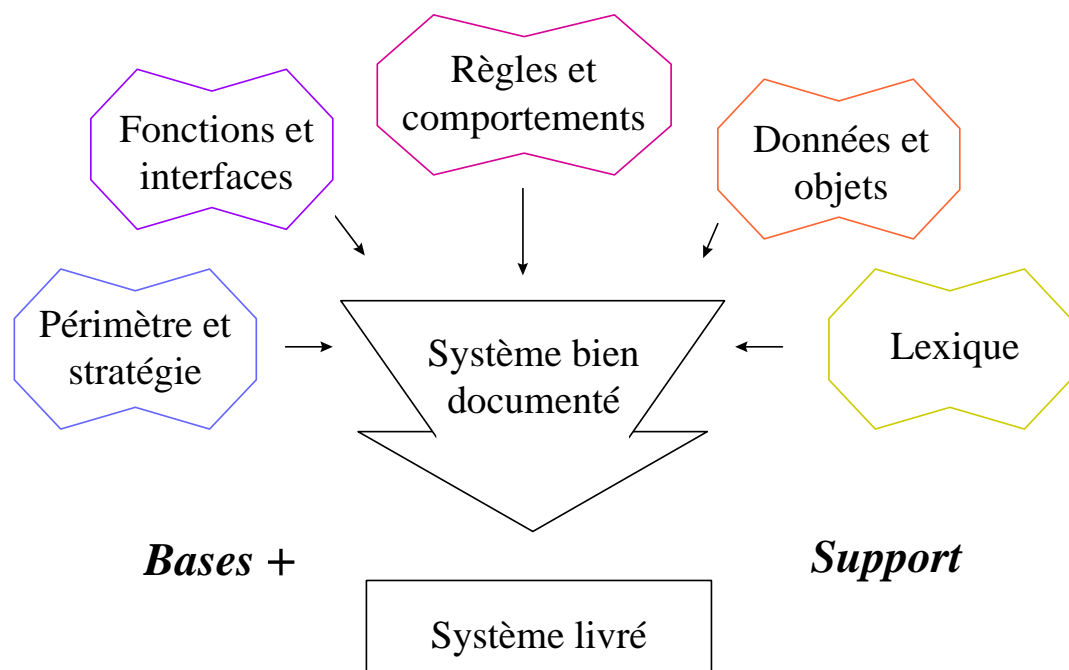 Règles et
comportements
Fonctions et
interfaces
Données et
objets
Périmètre et
stratégie
Système bien
documenté
Lexique
Bases +
Support
Système livré